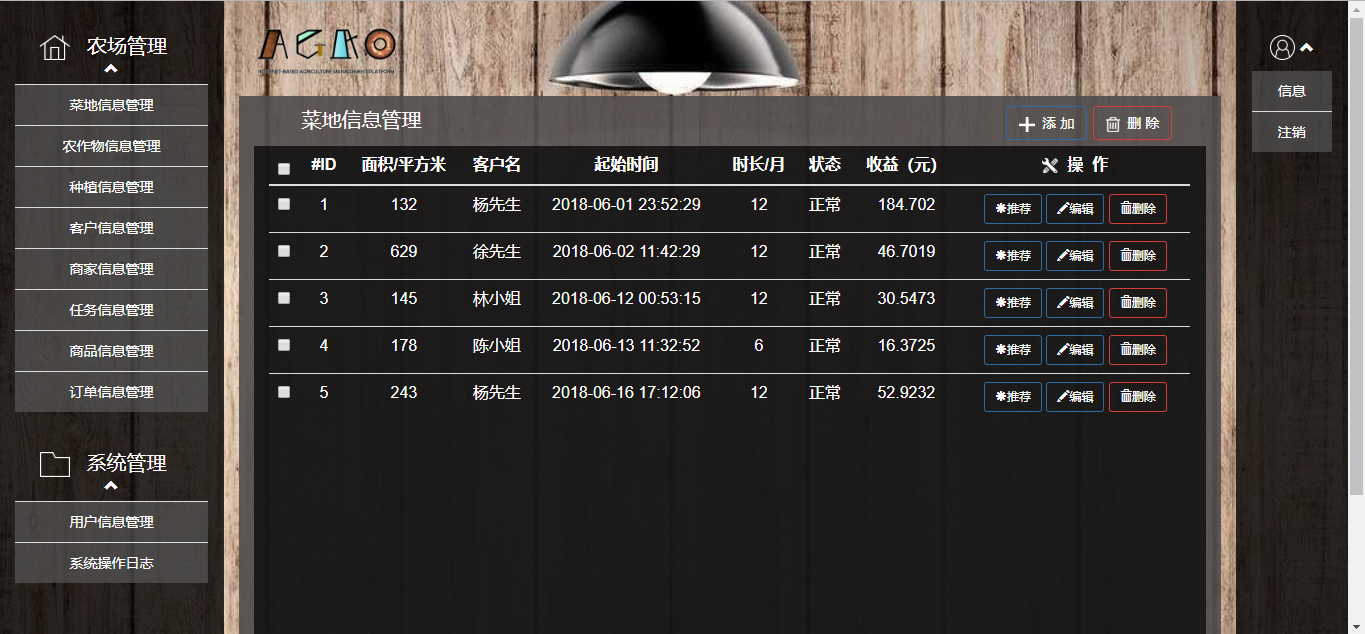 农场管理
菜地信息管理
农作物信息管理
种植信息管理
客户信息管理
商家信息管理
任务信息管理
商品信息管理
订单信息管理
系统管理
用户信息管理
系统操作日志
AGAO
INTERNET-BASED AGRICULTURE MANAGEMENT PLATFORM
菜地信息管理
添 加
删 除
#ID 面积/平方米 客户名 起始时间 时长/月 状态 收益（元） 操 作
1 132 杨先生 2018-06-01 23:52:29 12 正常 184.702 推荐 编辑 删除
2 629 徐先生 2018-06-02 11:42:29 12 正常 46.7019 推荐 编辑 删除
3 145 林小姐 2018-06-12 00:53:15 12 正常 30.5473 推荐 编辑 删除
4 178 陈小姐 2018-06-13 11:32:52 6 正常 16.3725 推荐 编辑 删除
5 243 杨先生 2018-06-16 17:12:06 12 正常 52.9232 推荐 编辑 删除
信息
注销